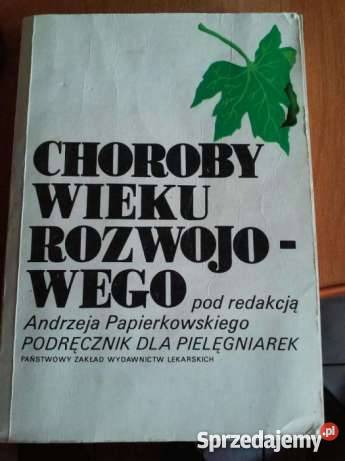 CHOROBY
WIEKU
ROZWOJO-
WEGO pod redakcją
Andrzeja Papierkowskiego
PODRĘCZNIK DLA PIELĘGNIAREK
PAŃSTWOWY ZAKŁAD WYDAWNICTW LEKARSKICH
Sprzedajemy.pl